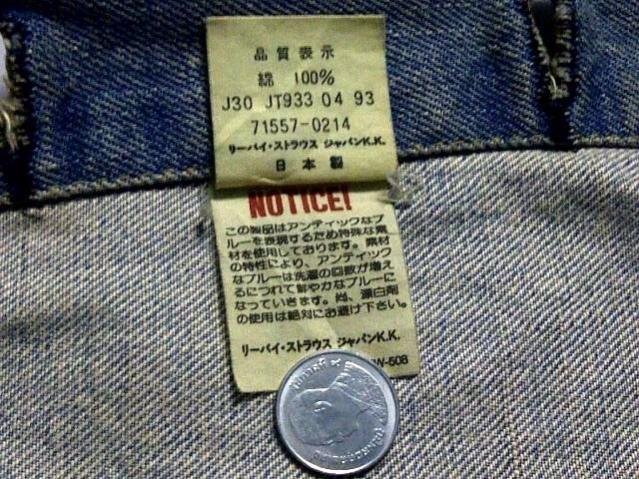 品質表示
綿 100%
J30 JT933 04 93
71557-0214
リーバイ・ストラウス ジャパンK.K.
日本製
NOTICE!
この製品はアンティックなブ
ルーを表現するため特殊な素
材を使用しております。素材
の特性により、アンティック
なブルーは洗濯の回数が増え
るにつれて鮮やかなブルーに
なっていきます。尚、漂白剤
の使用は絶対にお避け下さい。
リーバイ・ストラウス ジャパンK.K.
W-508